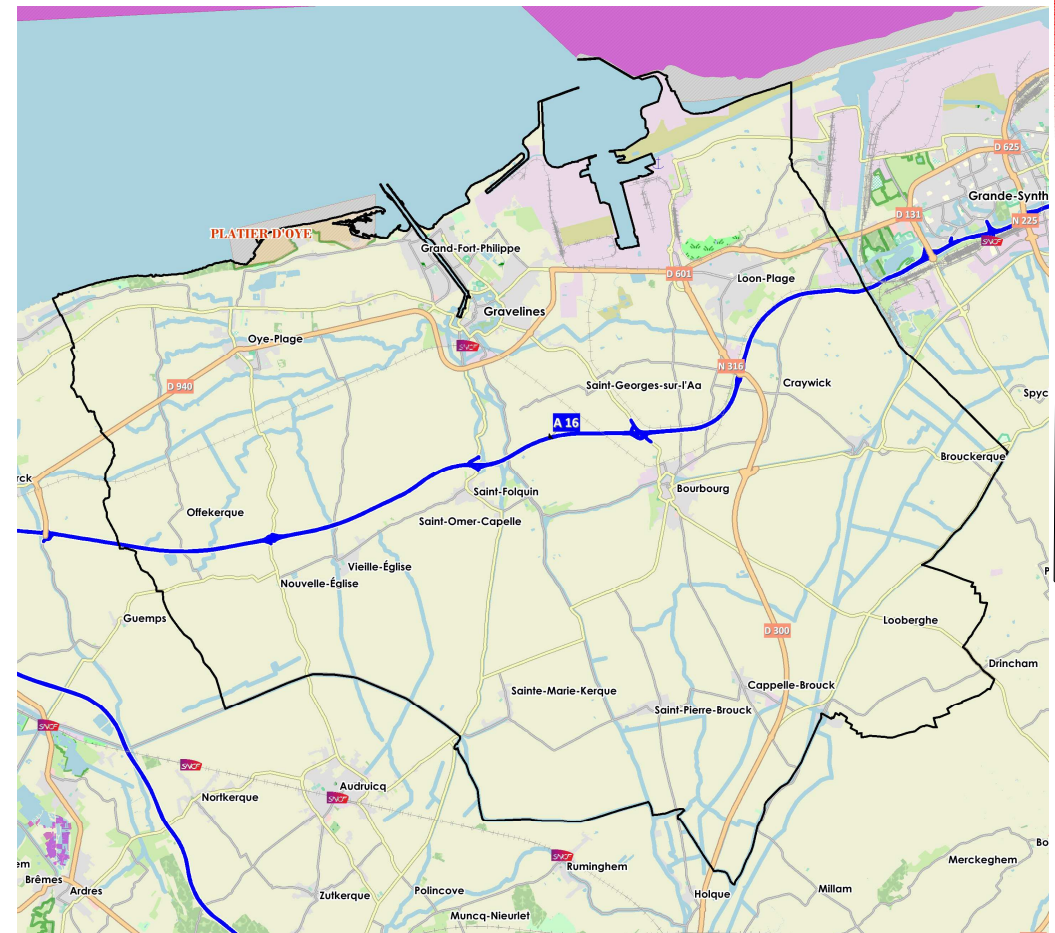 D 625
Grande-Synth
D 131
N 225
PLATIER D'OYE
SNCF
Grand-Fort-Philippe
D 601
Loon-Plage
Gravelines
Oye-Plage
SNCF
N 316
D 940
Saint-Georges-sur-l'Aa
Craywick
Spyc
A 16
Brouckerque
rck
Saint-Folquin
Bourbourg
Offekerque
Saint-Omer-Capelle
Vieille-Église
P
Nouvelle-Église
Guemps
Looberghe
D 300
Drincham
Cappelle-Brouck
Sainte-Marie-Kerque
Saint-Pierre-Brouck
SNCF
SNCF
Audruicq
Nortkerque
SNCF
Bo
SNCF
Merckeghem
em
Ruminghem
Brêmes
Ardres
Polincove
Millam
Zutkerque
Holque
Muncq-Nieurlet